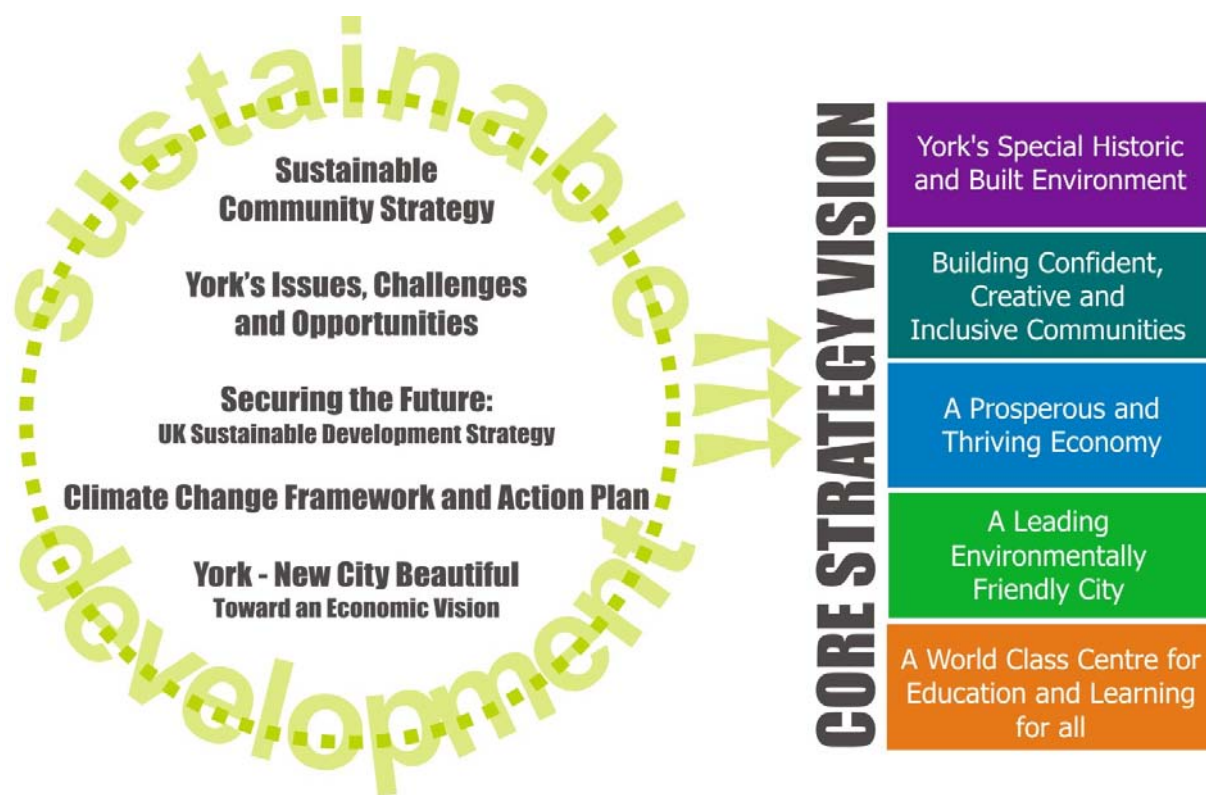 sustainable
Sustainable
Community Strategy
York's Issues, Challenges
and Opportunities
Securing the Future:
UK Sustainable Development Strategy
Climate Change Framework and Action Plan
York - New City Beautiful
Toward an Economic Vision
development
CORE STRATEGY VISION
York's Special Historic
and Built Environment
Building Confident,
Creative and
Inclusive Communities
A Prosperous and
Thriving Economy
A Leading
Environmentally
Friendly City
A World Class Centre for
Education and Learning
for all